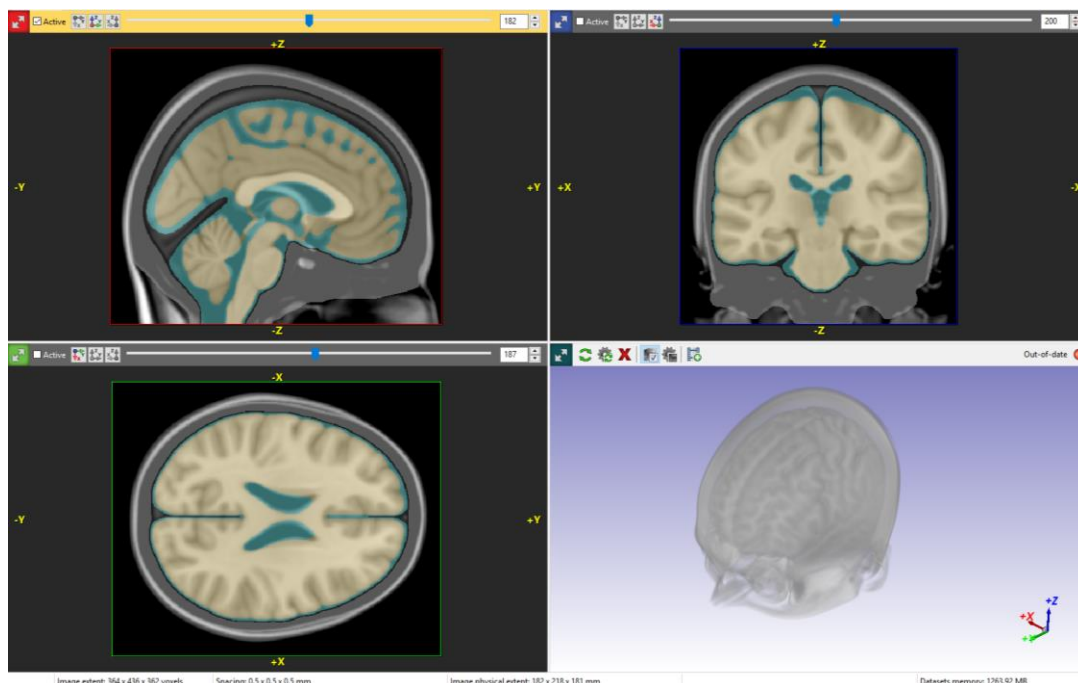 Active 182
Active 200
+Z
-Y
+Y
-Z
+Z
+X
-X
-Z
Active 187
Out-of-date
-X
-Y
+Y
+X
+Z
+X
Image extent: 364 x 436 x 362 voxels
Spacing: 0.5 x 0.5 x 0.5 mm
Image physical extent: 182 x 218 x 181 mm
Datasets memory: 1263.92 MB